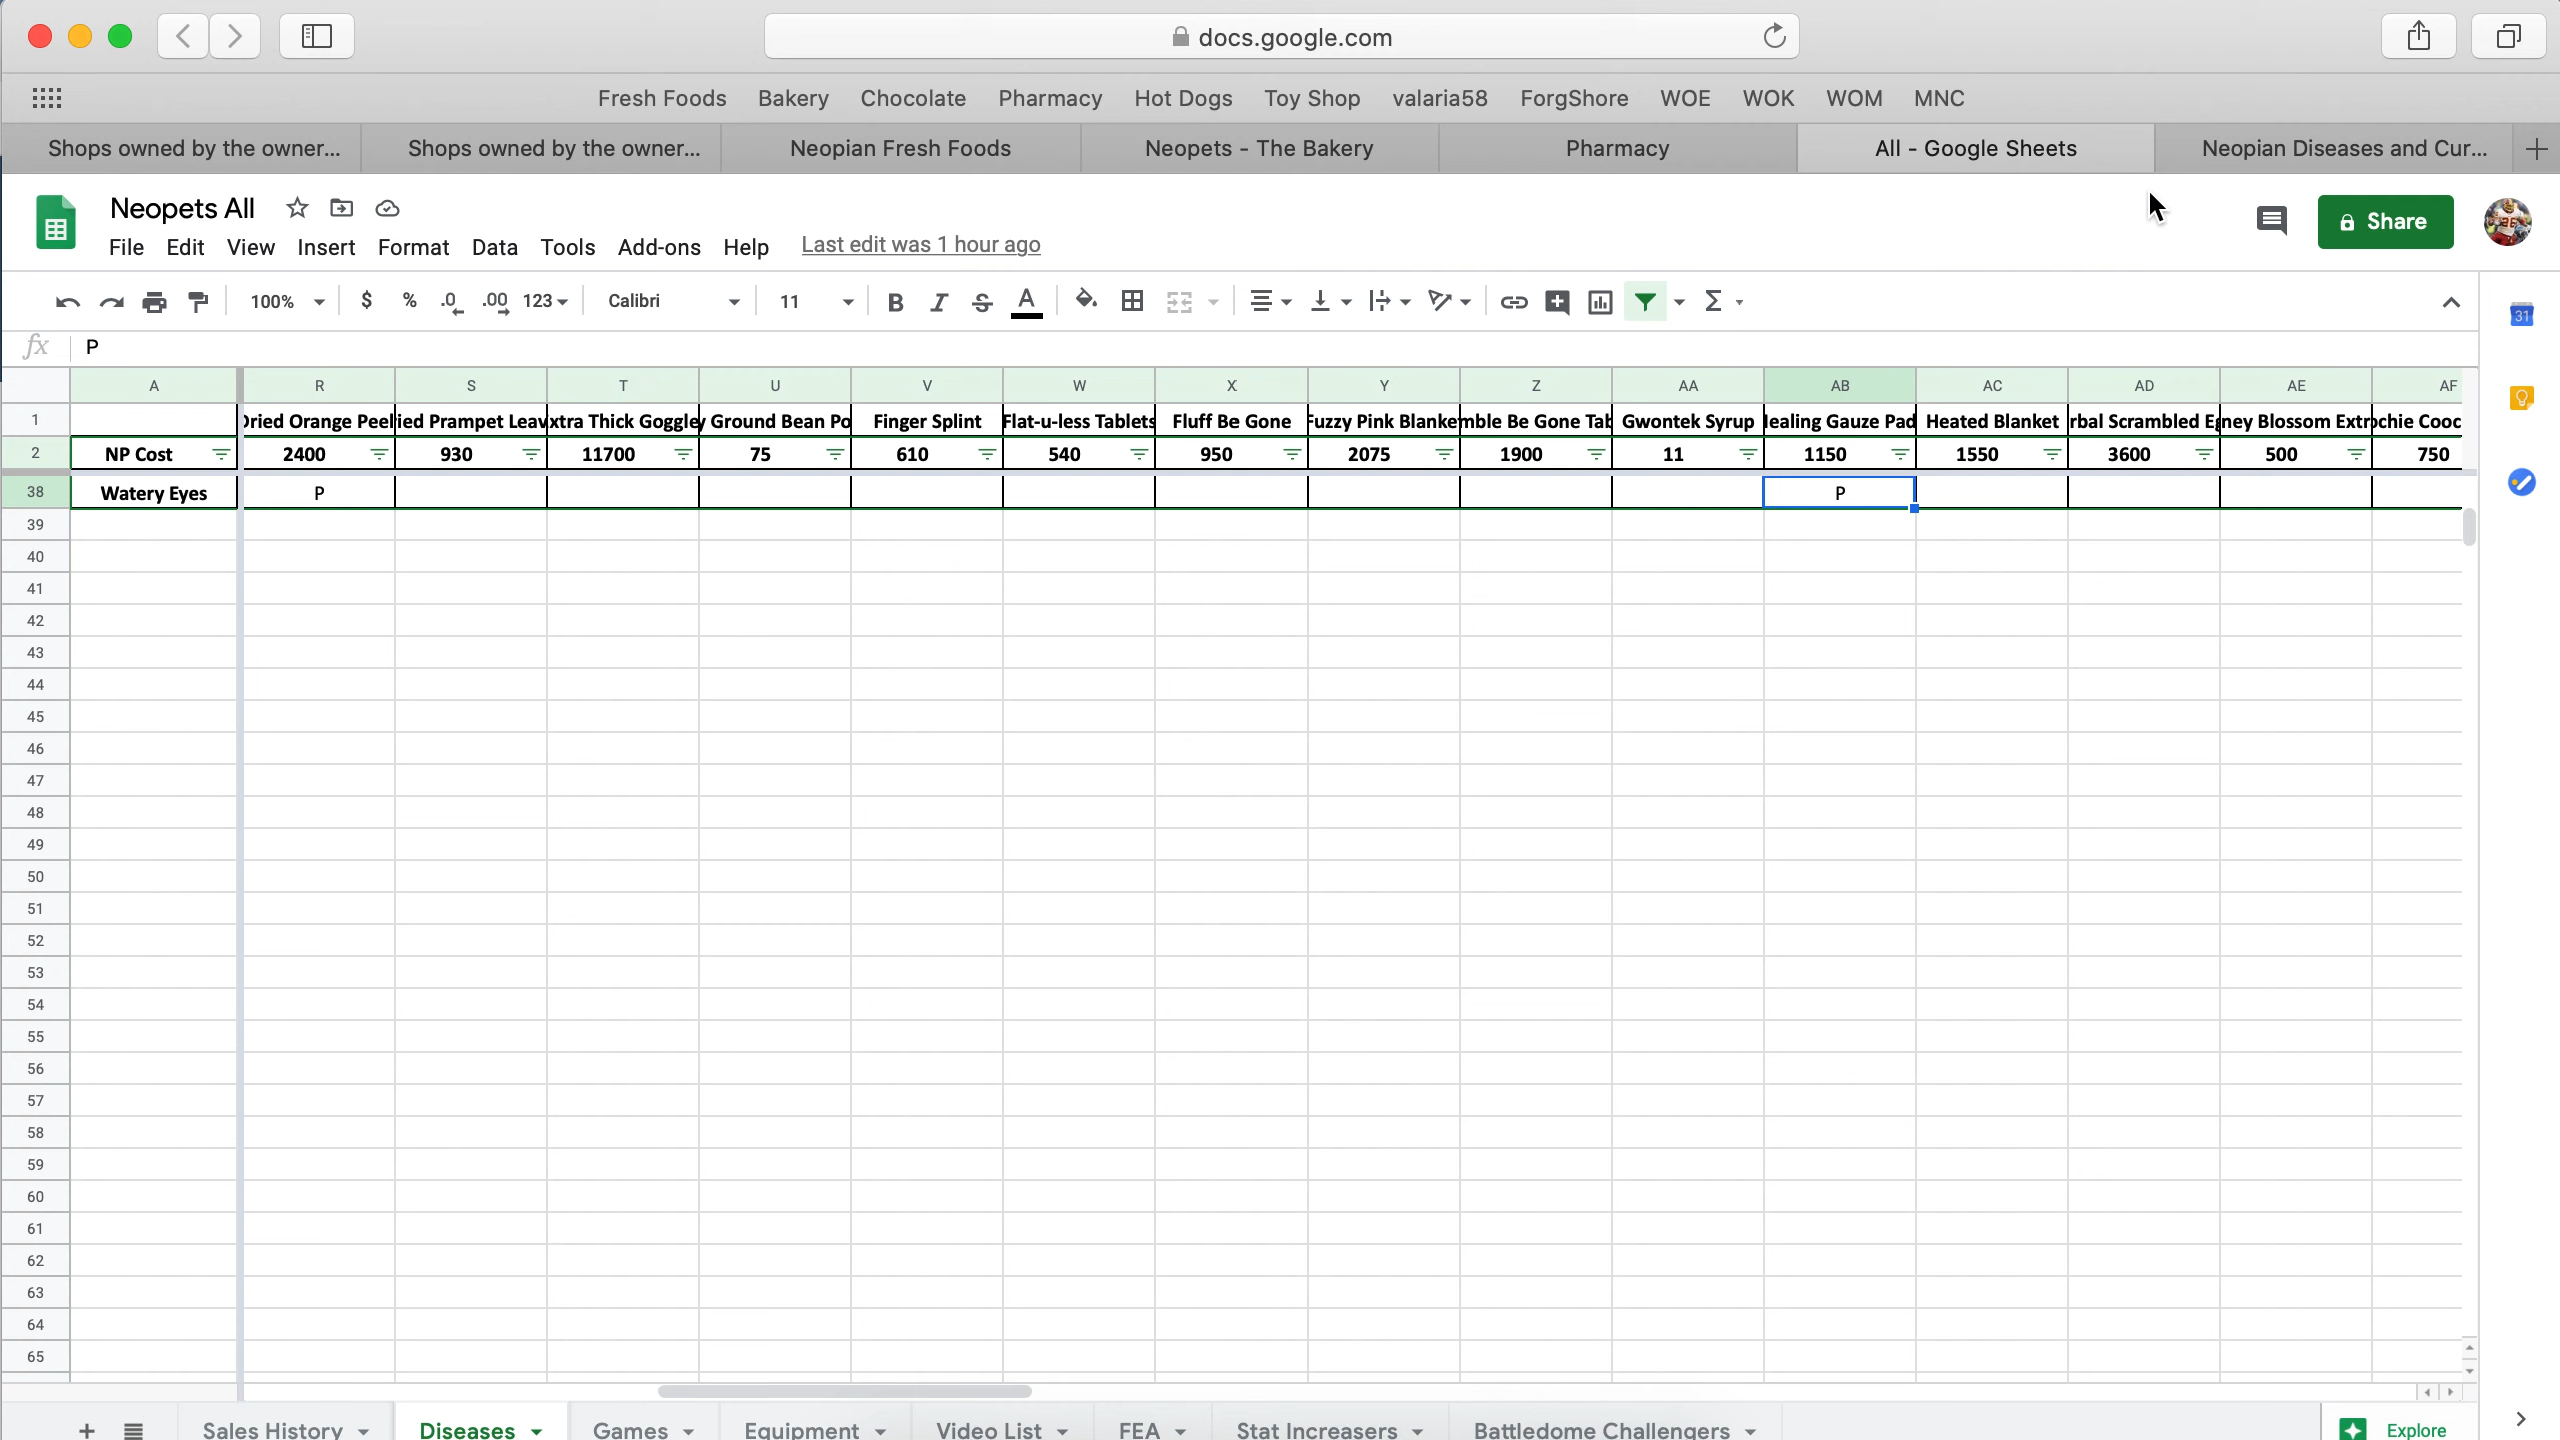 docs.google.com
Fresh Foods Bakery Chocolate Pharmacy Hot Dogs Toy Shop valaria58 ForgShore WOE WOK WOM MNC
Shops owned by the owner... Shops owned by the owner... Neopian Fresh Foods Neopets - The Bakery Pharmacy All - Google Sheets Neopian Diseases and Cur...
Neopets All
File Edit View Insert Format Data Tools Add-ons Help Last edit was 1 hour ago
Share
100% $ % .0 .00 123 Calibri 11 B I S A Σ
31
fx P
A R S T U V W X Y Z AA AB AC AD AE AF
1 Dried Orange Peel ied Prampet Leav xtra Thick Goggle y Ground Bean Po Finger Splint Flat-u-less Tablets Fluff Be Gone Fuzzy Pink Blanket mble Be Gone Tab Gwontek Syrup Healing Gauze Pad Heated Blanket rbal Scrambled Eg ney Blossom Extr chie Cooc
2 NP Cost 2400 930 11700 75 610 540 950 2075 1900 11 1150 1550 3600 500 750
38 Watery Eyes P P
39
40
41
42
43
44
45
46
47
48
49
50
51
52
53
54
55
56
57
58
59
60
61
62
63
64
65
Sales History Diseases Games Equipment Video List FEA Stat Increasers Battledome Challengers Explore